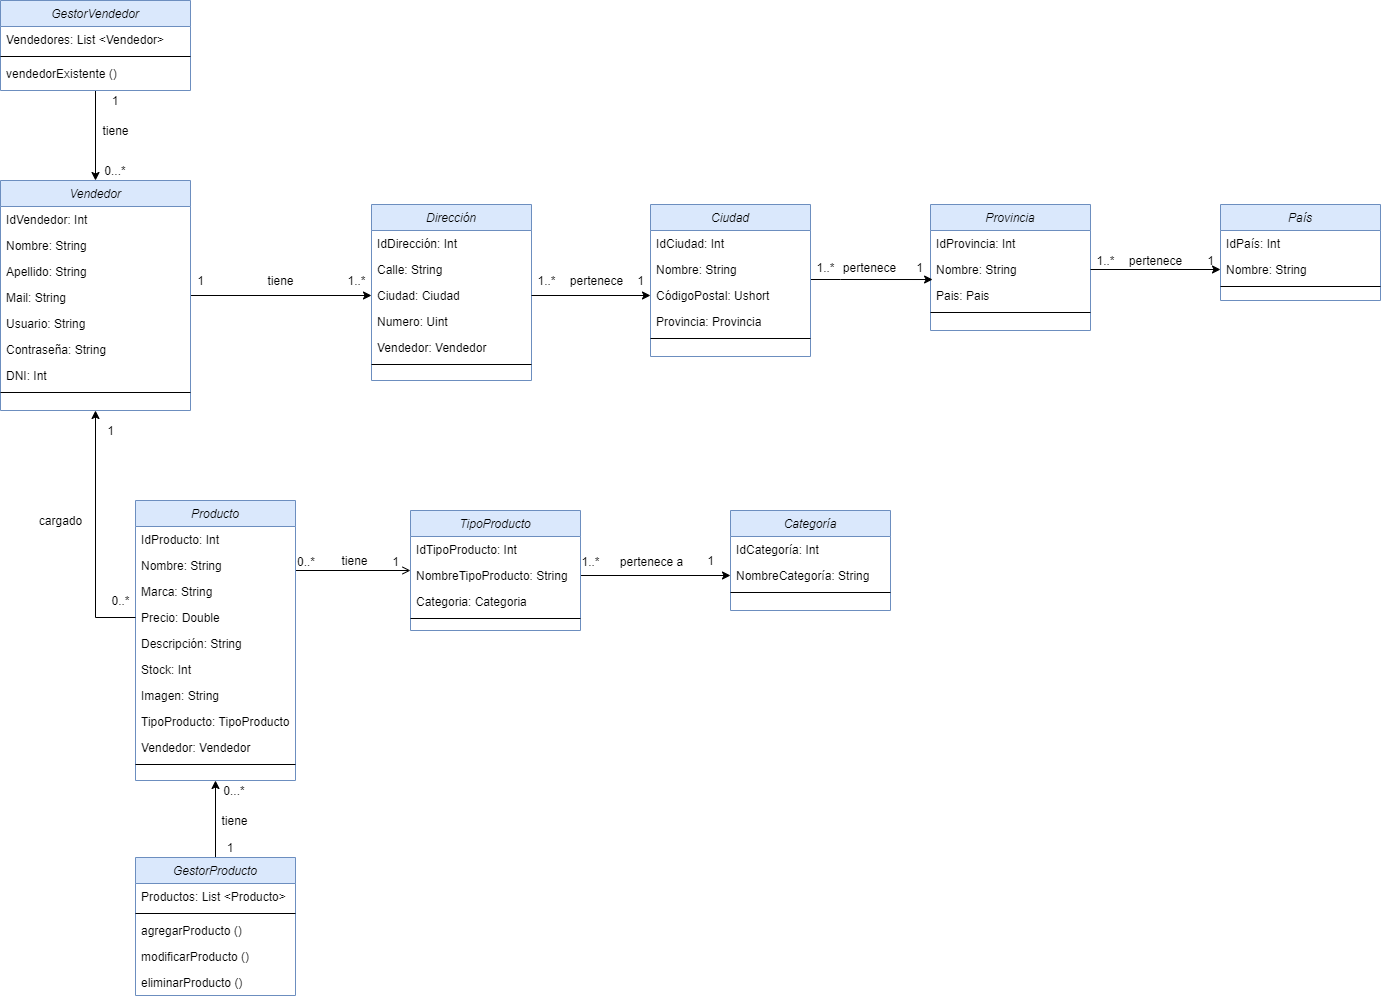 GestorVendedor
Vendedores: List <Vendedor>
vendedorExistente ()
1
tiene
0...*
Vendedor
IdVendedor: Int
Nombre: String
Apellido: String
Mail: String
Usuario: String
Contraseña: String
DNI: Int
1
tiene
1..*
Dirección
IdDirección: Int
Calle: String
Ciudad: Ciudad
Numero: Uint
Vendedor: Vendedor
1..*
pertenece
1
Ciudad
IdCiudad: Int
Nombre: String
CódigoPostal: Ushort
Provincia: Provincia
1..*
pertenece
1
Provincia
IdProvincia: Int
Nombre: String
Pais: Pais
1..*
pertenece
1
País
IdPaís: Int
Nombre: String
1
cargado
0..*
Producto
IdProducto: Int
Nombre: String
Marca: String
Precio: Double
Descripción: String
Stock: Int
Imagen: String
TipoProducto: TipoProducto
Vendedor: Vendedor
0..*
tiene
1
TipoProducto
IdTipoProducto: Int
NombreTipoProducto: String
Categoria: Categoria
1..*
pertenece a
1
Categoría
IdCategoría: Int
NombreCategoría: String
0...*
tiene
1
GestorProducto
Productos: List <Producto>
agregarProducto ()
modificarProducto ()
eliminarProducto ()